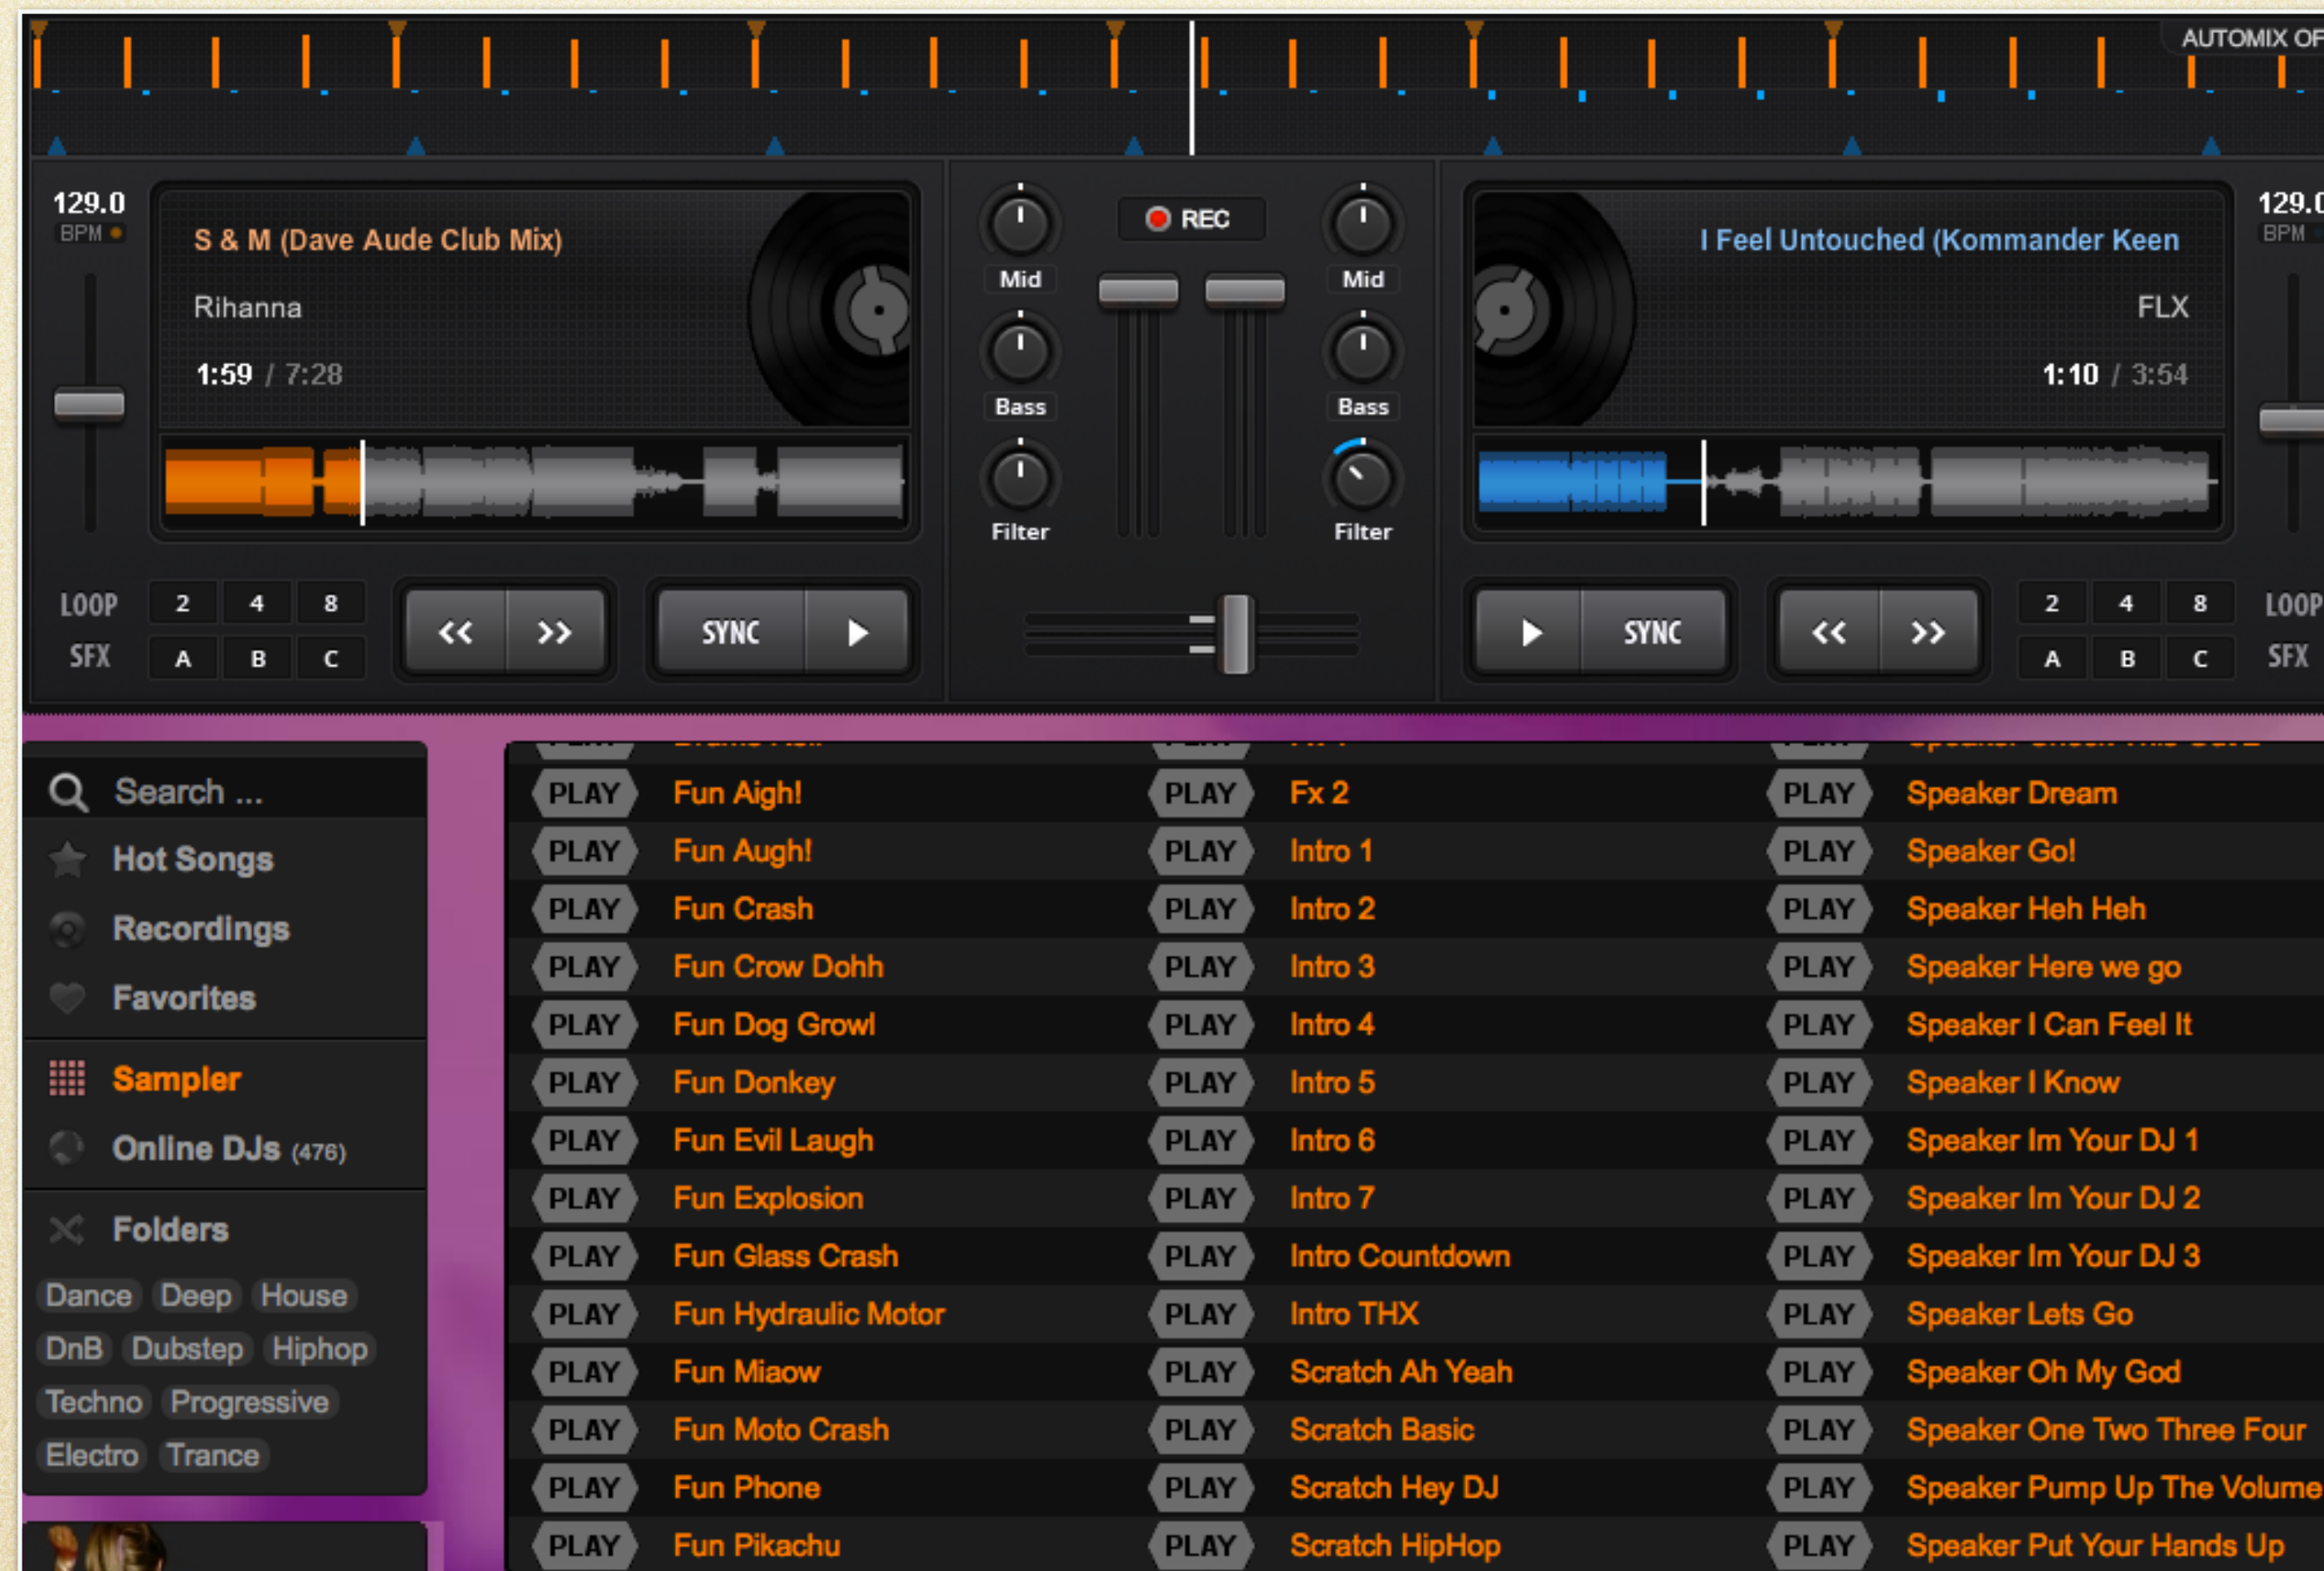 AUTOMIX OF
129.0
BPM
S & M (Dave Aude Club Mix)
Rihanna
1:59 / 7:28
Mid
Bass
Filter
REC
Mid
Bass
Filter
I Feel Untouched (Kommander Keen
FLX
1:10 / 3:54
129.0
BPM
LOOP 2 4 8
SFX A B C
<< >>
SYNC
SYNC
<< >>
2 4 8 LOOP
A B C SFX
Search ...
Hot Songs
Recordings
Favorites
Sampler
Online DJs (476)
Folders
Dance Deep House
DnB Dubstep Hiphop
Techno Progressive
Electro Trance
PLAY Fun Aigh! PLAY Fx 2 PLAY Speaker Dream
PLAY Fun Augh! PLAY Intro 1 PLAY Speaker Go!
PLAY Fun Crash PLAY Intro 2 PLAY Speaker Heh Heh
PLAY Fun Crow Dohh PLAY Intro 3 PLAY Speaker Here we go
PLAY Fun Dog Growl PLAY Intro 4 PLAY Speaker I Can Feel It
PLAY Fun Donkey PLAY Intro 5 PLAY Speaker I Know
PLAY Fun Evil Laugh PLAY Intro 6 PLAY Speaker Im Your DJ 1
PLAY Fun Explosion PLAY Intro 7 PLAY Speaker Im Your DJ 2
PLAY Fun Glass Crash PLAY Intro Countdown PLAY Speaker Im Your DJ 3
PLAY Fun Hydraulic Motor PLAY Intro THX PLAY Speaker Lets Go
PLAY Fun Miaow PLAY Scratch Ah Yeah PLAY Speaker Oh My God
PLAY Fun Moto Crash PLAY Scratch Basic PLAY Speaker One Two Three Four
PLAY Fun Phone PLAY Scratch Hey DJ PLAY Speaker Pump Up The Volume
PLAY Fun Pikachu PLAY Scratch HipHop PLAY Speaker Put Your Hands Up